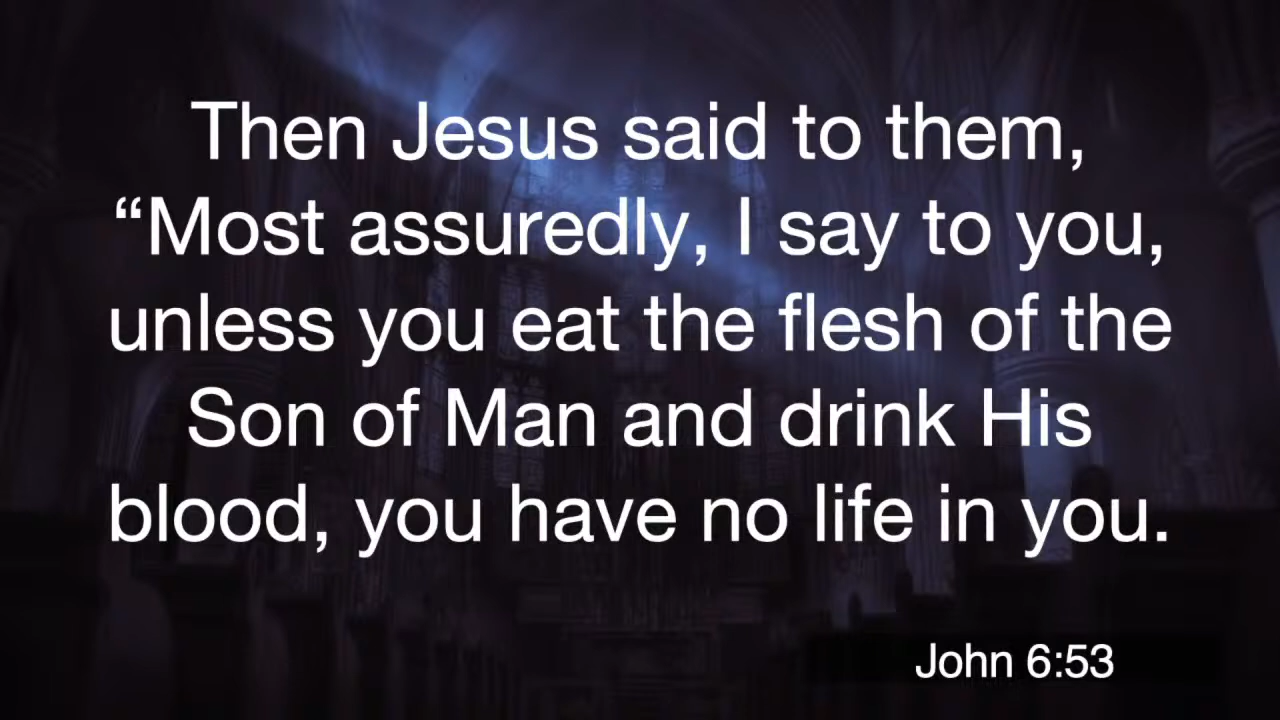 Then Jesus said to them,
“Most assuredly, I say to you,
unless you eat the flesh of the
Son of Man and drink His
blood, you have no life in you.
John 6:53